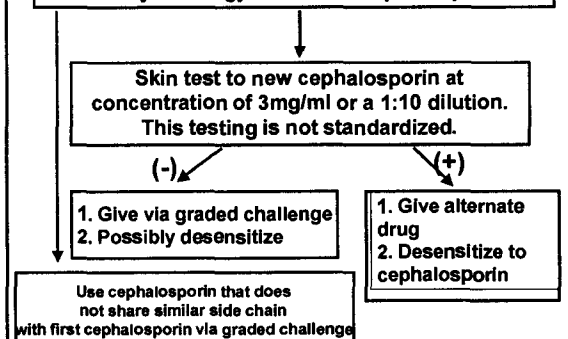 Skin test to new cephalosporin at
concentration of 3mg/ml or a 1:10 dilution.
This testing is not standardized.
(-)
(+)
1. Give via graded challenge
2. Possibly desensitize
1. Give alternate
drug
2. Desensitize to
cephalosporin
Use cephalosporin that does
not share similar side chain
with first cephalosporin via graded challenge